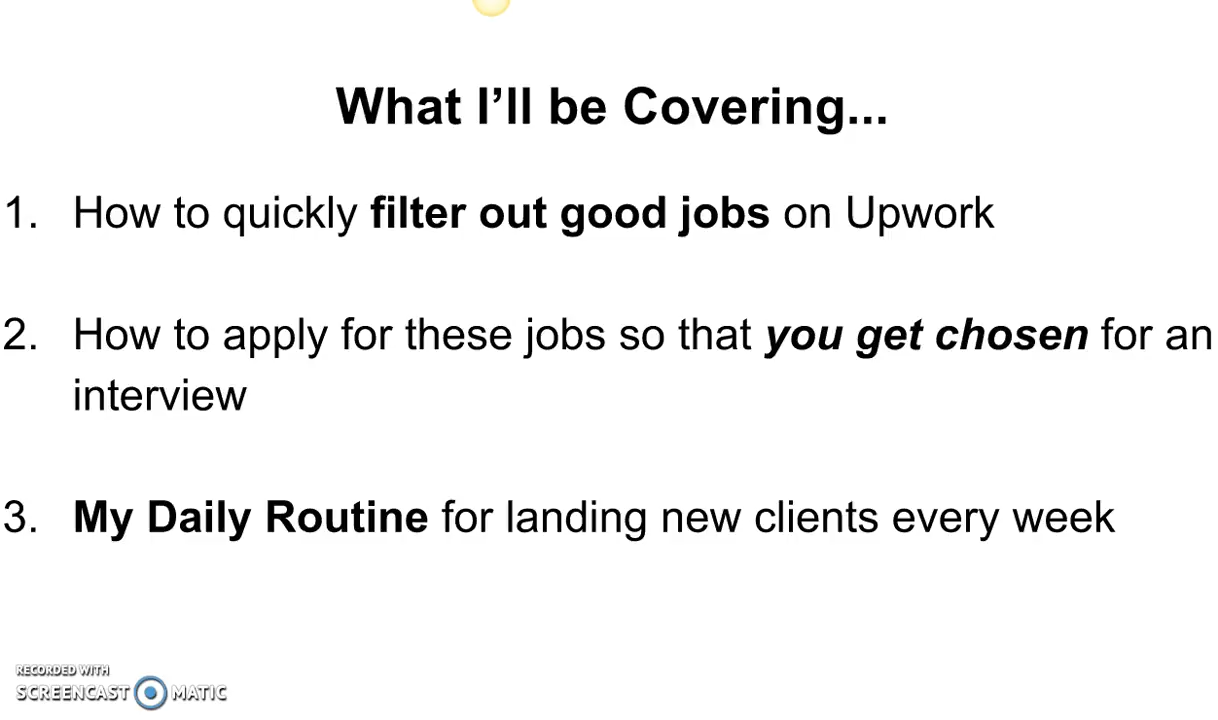 What I’ll be Covering...
1. How to quickly filter out good jobs on Upwork
2. How to apply for these jobs so that you get chosen for an
interview
3. My Daily Routine for landing new clients every week
RECORDED WITH
SCREENCAST MATIC